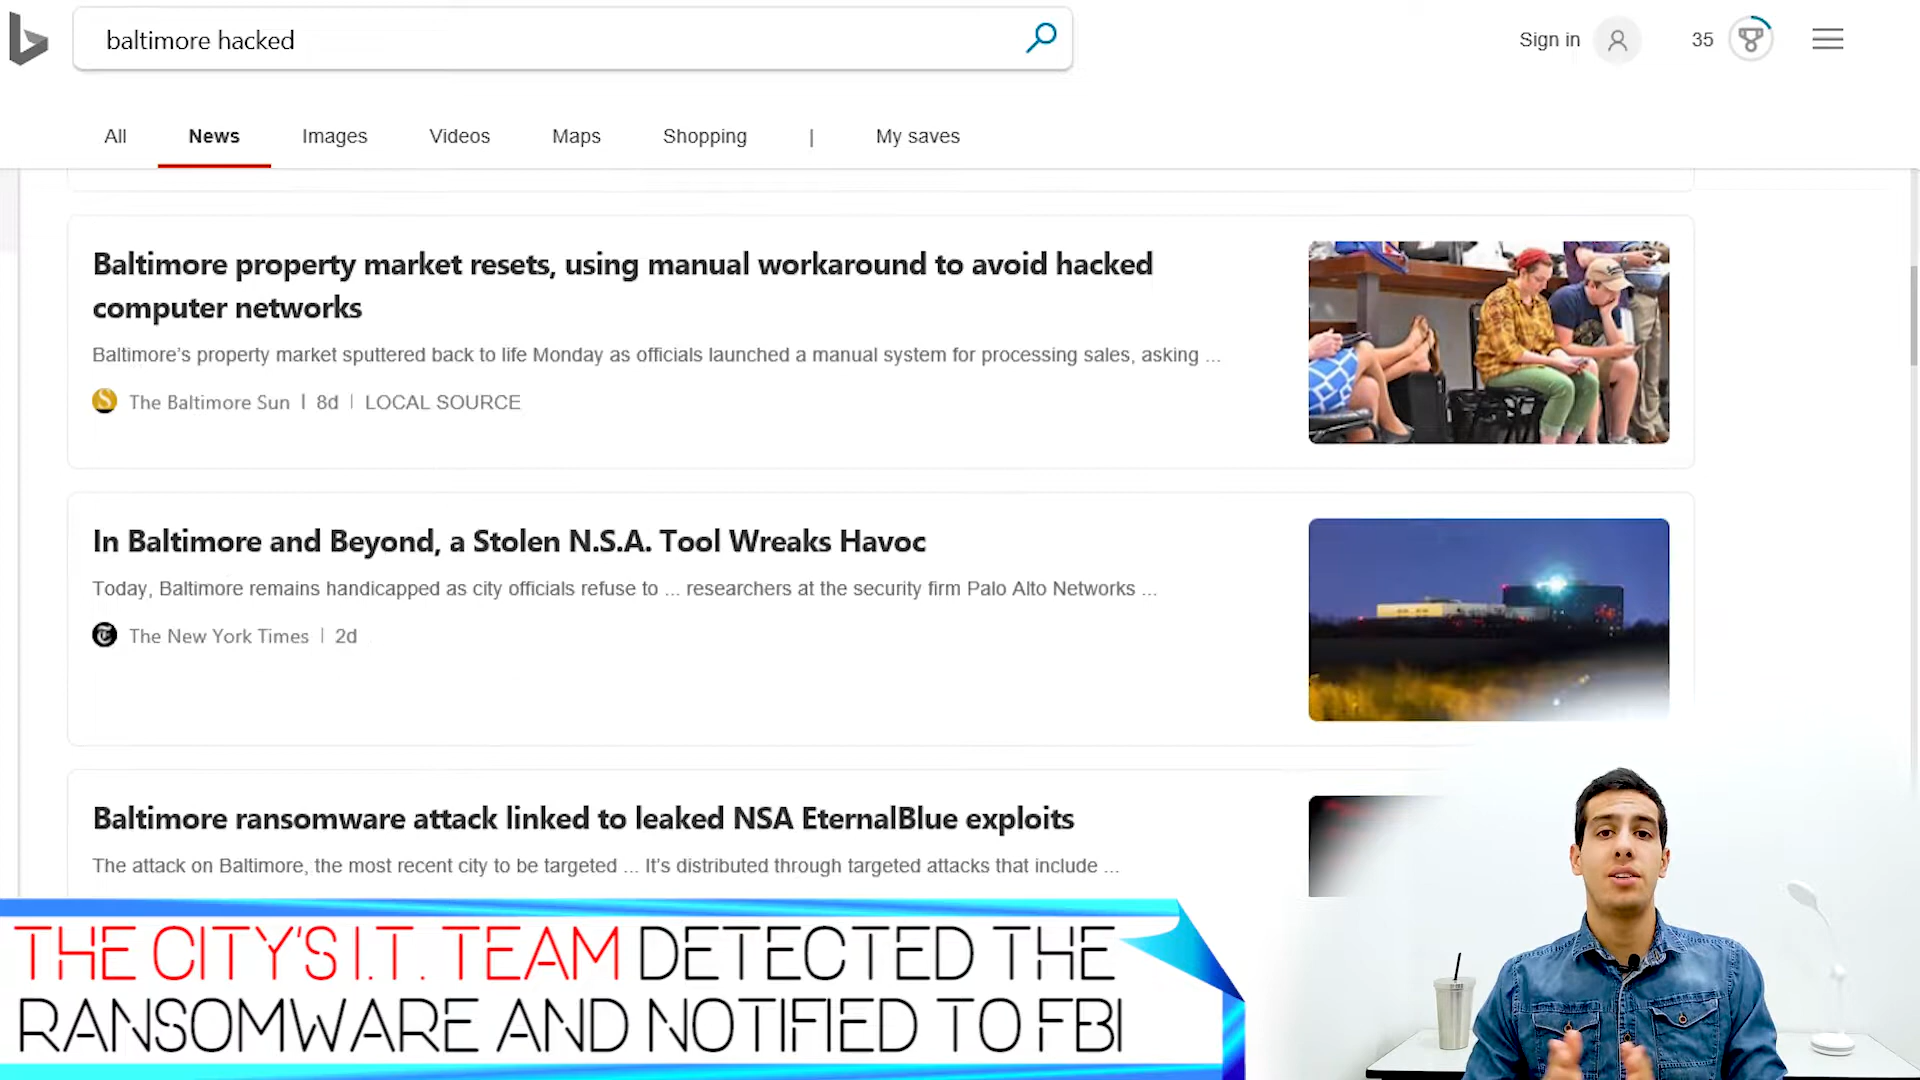 baltimore hacked
Sign in
35
All
News
Images
Videos
Maps
Shopping
|
My saves
Baltimore property market resets, using manual workaround to avoid hacked
computer networks
Baltimore’s property market sputtered back to life Monday as officials launched a manual system for processing sales, asking ...
The Baltimore Sun | 8d | LOCAL SOURCE
In Baltimore and Beyond, a Stolen N.S.A. Tool Wreaks Havoc
Today, Baltimore remains handicapped as city officials refuse to ... researchers at the security firm Palo Alto Networks ...
The New York Times | 2d
Baltimore ransomware attack linked to leaked NSA EternalBlue exploits
The attack on Baltimore, the most recent city to be targeted ... It’s distributed through targeted attacks that include ...
THE CITY'S I.T. TEAM DETECTED THE
RANSOMWARE AND NOTIFIED TO FBI